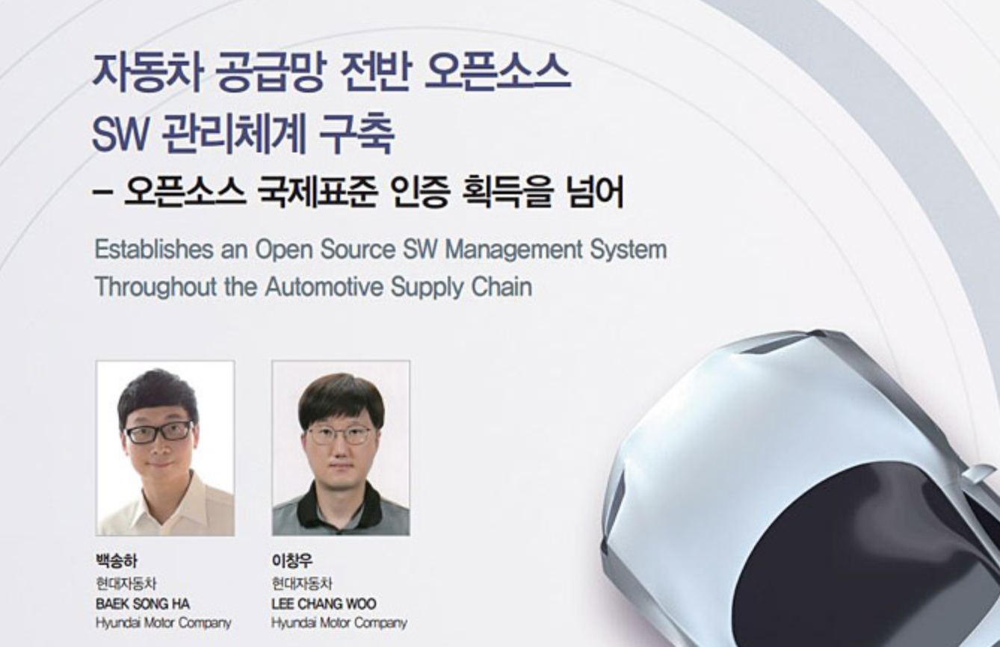 자동차 공급망 전반 오픈소스
SW 관리체계 구축
– 오픈소스 국제표준 인증 획득을 넘어
Establishes an Open Source SW Management System
Throughout the Automotive Supply Chain
백송하
현대자동차
BAEK SONG HA
Hyundai Motor Company
이창우
현대자동차
LEE CHANG WOO
Hyundai Motor Company